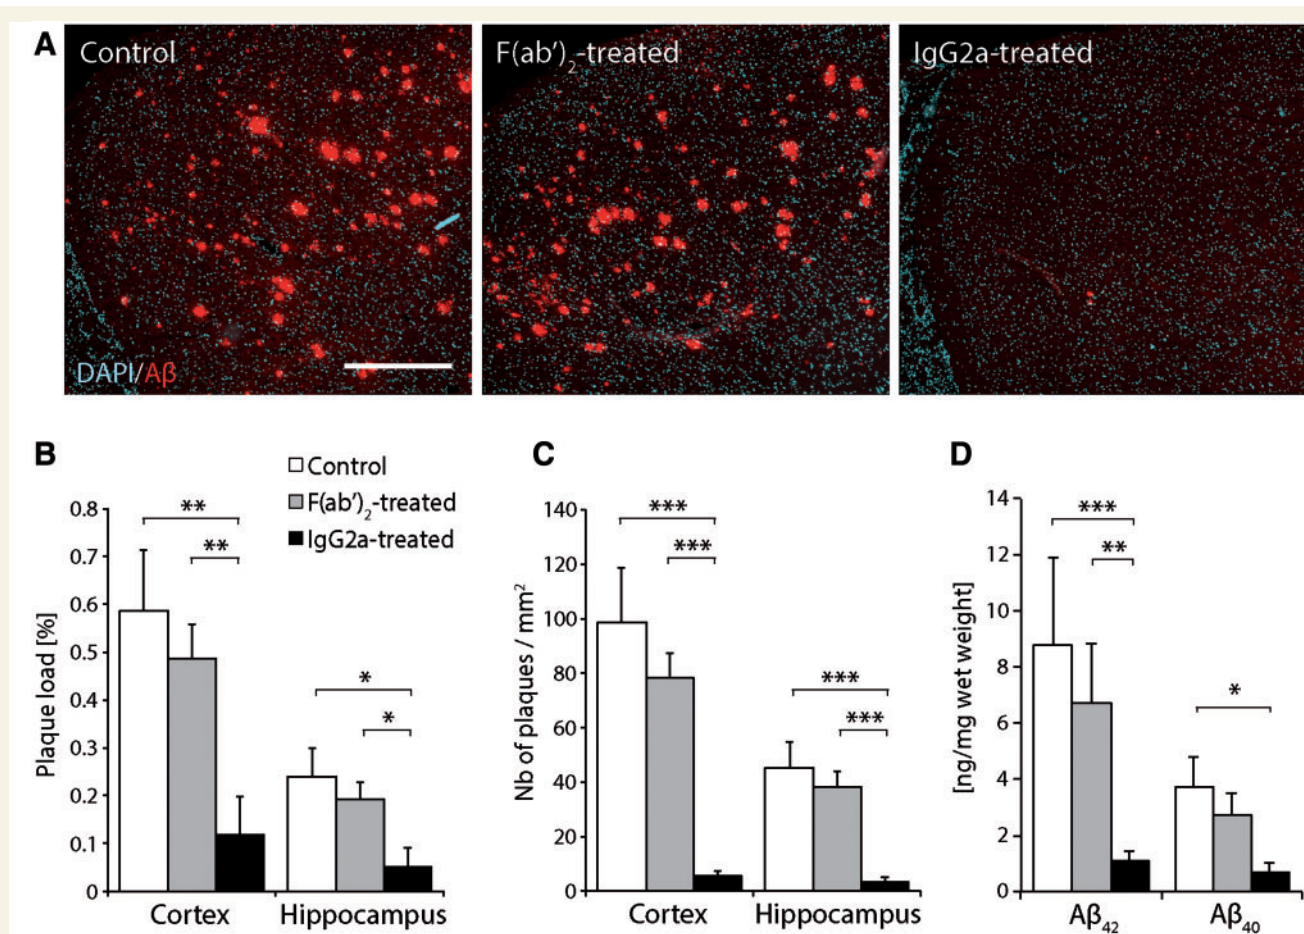 A
Control
F(ab')₂-treated
IgG2a-treated
DAPI/Aβ
B
Control
F(ab')₂-treated
IgG2a-treated
Plaque load [%]
0.8
0.7
0.6
0.5
0.4
0.3
0.2
0.1
0
**
**
*
*
Cortex
Hippocampus
C
Nb of plaques / mm²
140
120
100
80
60
40
20
0
***
***
***
***
Cortex
Hippocampus
D
[ng/mg wet weight]
14
12
10
8
6
4
2
0
***
**
*
Aβ₄₂
Aβ₄₀